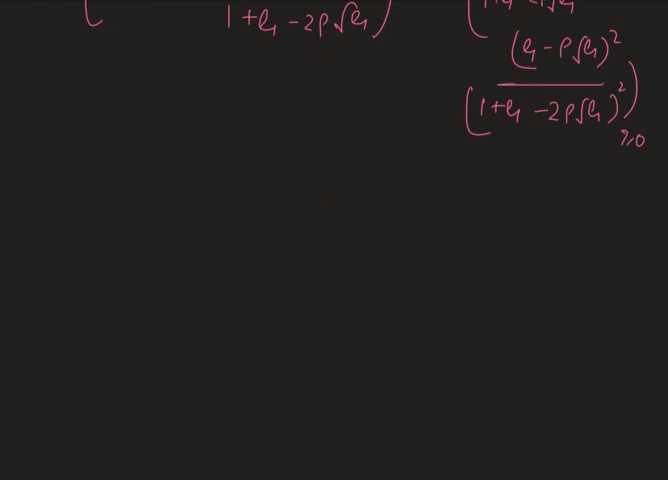 1 + e₁ - 2ρ√e₁ )
(e₁ - ρ√e₁)²
(1 + e₁ - 2ρ√e₁)² )
≥0